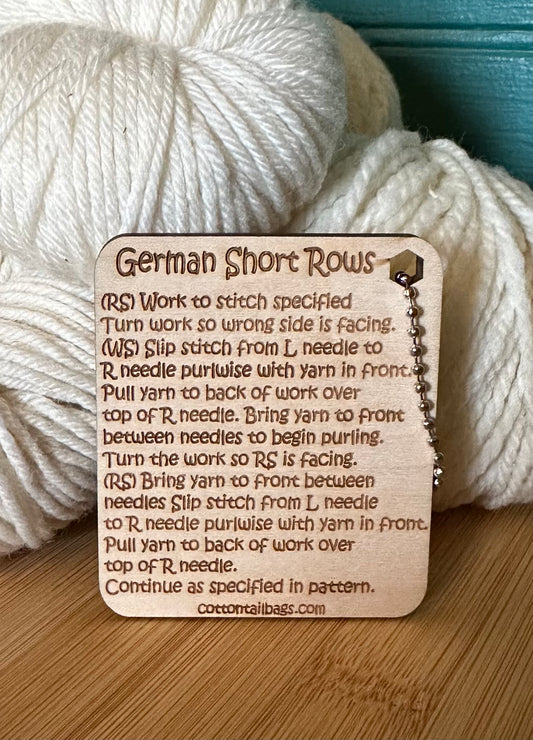 German Short Rows
(RS) Work to stitch specified
Turn work so wrong side is facing.
(WS) Slip stitch from L needle to
R needle purlwise with yarn in front.
Pull yarn to back of work over
top of R needle. Bring yarn to front
between needles to begin purling.
Turn the work so RS is facing.
(RS) Bring yarn to front between
needles Slip stitch from L needle
to R needle purlwise with yarn in front.
Pull yarn to back of work over
top of R needle.
Continue as specified in pattern.
cottontailbags.com